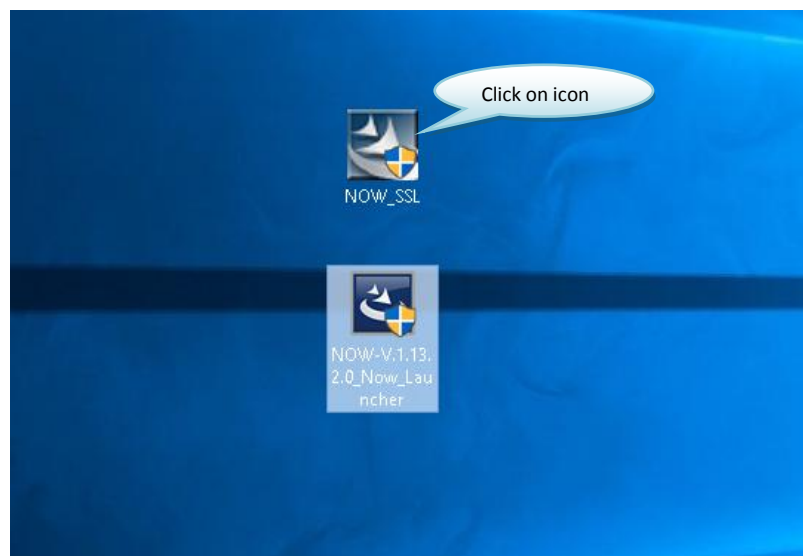 Click on icon
NOW_SSL
NOW-V.1.13.
2.0_Now_Lau
ncher